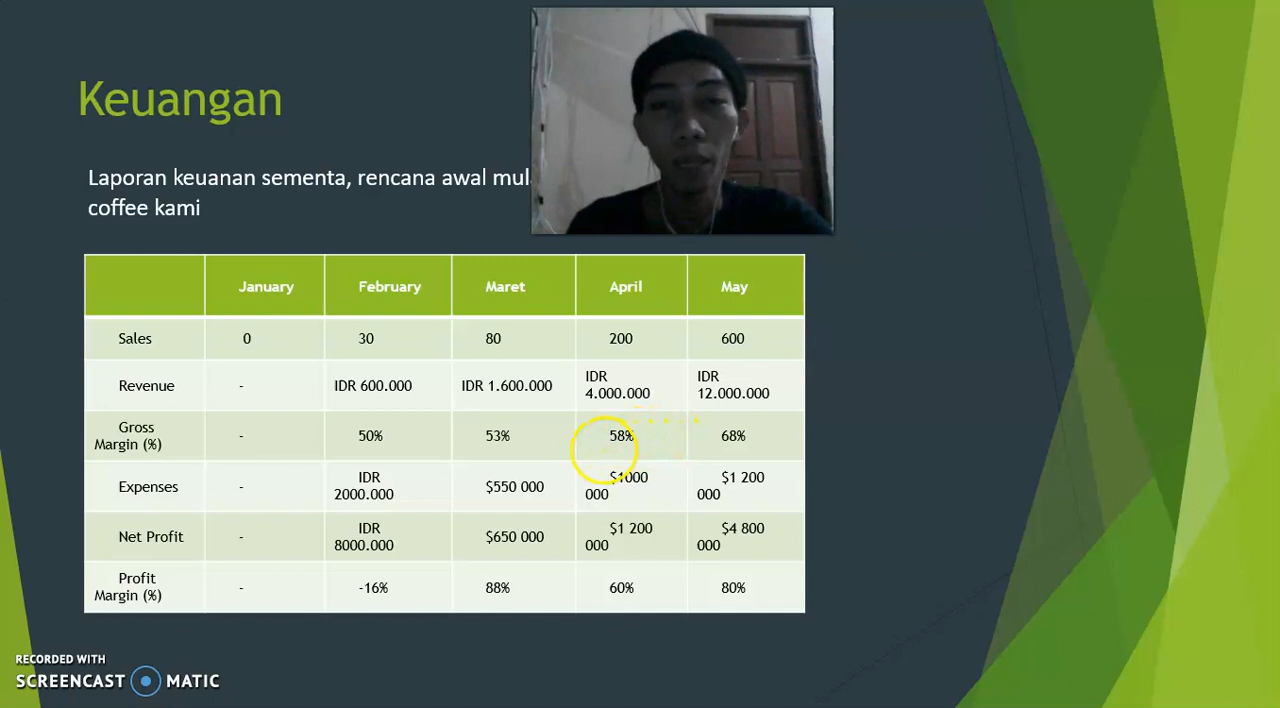 Keuangan
Laporan keuanan sementa, rencana awal
coffee kami
January February Maret April May
Sales 0 30 80 200 600
Revenue - IDR 600.000 IDR 1.600.000 IDR 4.000.000 IDR 12.000.000
Gross Margin (%) - 50% 53% 58% 68%
Expenses - IDR 2000.000 $550 000 $1000 000 $1 200 000
Net Profit - IDR 8000.000 $650 000 $1 200 000 $4 800 000
Profit Margin (%) - -16% 88% 60% 80%
RECORDED WITH
SCREENCAST MATIC